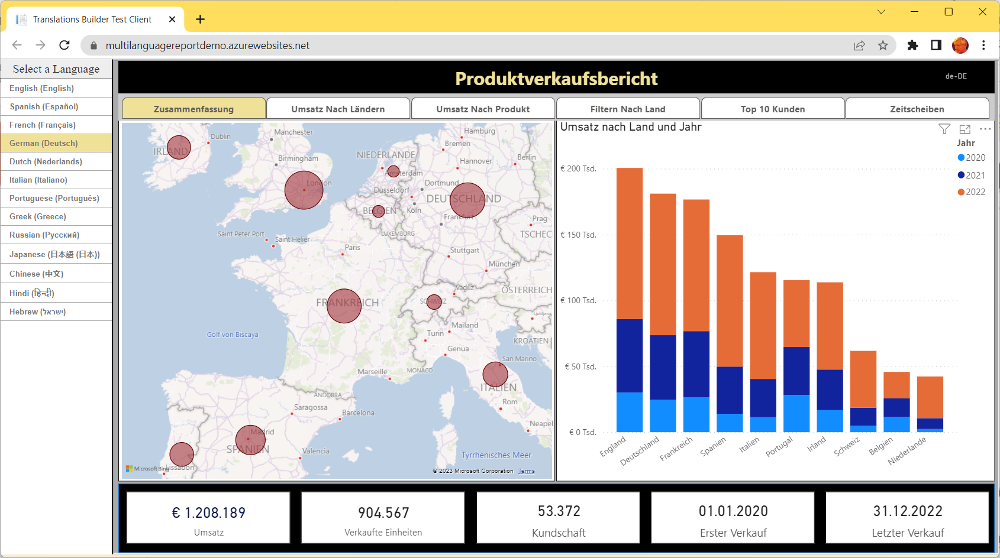 Translations Builder Test Client
multilanguagereportdemo.azurewebsites.net
Select a Language
English (English)
Spanish (Español)
French (Français)
German (Deutsch)
Dutch (Nederlands)
Italian (Italiano)
Portuguese (Português)
Greek (Greece)
Russian (Русский)
Japanese (日本語 (日本))
Chinese (中文)
Hindi (हिन्दी)
Hebrew (ישראל)
Produktverkaufsbericht
de-DE
Zusammenfassung
Umsatz Nach Ländern
Umsatz Nach Produkt
Filtern Nach Land
Top 10 Kunden
Zeitscheiben
Dublin
Manchester
Hamburg
IRLAND
Bremen
Birmingham
NIEDERLANDE
Hannover
Berlin
Amsterdam
London
Dortmund
Düsseldorf
DEUTSCHLAND
BELGIEN
Köln
Frankfurt
Prag
LUXEMBURG
TSCHEC
Saint Peter Port
Saint Helier
Paris
Stuttgart
München
Vaduz
ÖSTERREICH
FRANKREICH
SCHWEIZ
Ljubljana
Mailand
Golf von Biscaya
Turin
KROATIEN
Genua
San Marino
Marseille
MONACO
ITALIEN
ANDORRA
Rom
Saragossa
Barcelona
Neapel
Madrid
SPANIEN
Valencia
Tyrrhenisches Meer
Lissabon
Microsoft Bing
© 2023 Microsoft Corporation Terms
Umsatz nach Land und Jahr
Jahr
2020
2021
2022
€ 200 Tsd.
€ 150 Tsd.
€ 100 Tsd.
€ 50 Tsd.
€ 0 Tsd.
England
Deutschland
Frankreich
Spanien
Italien
Portugal
Irland
Schweiz
Belgien
Niederlande
€ 1.208.189
Umsatz
904.567
Verkaufte Einheiten
53.372
Kundschaft
01.01.2020
Erster Verkauf
31.12.2022
Letzter Verkauf